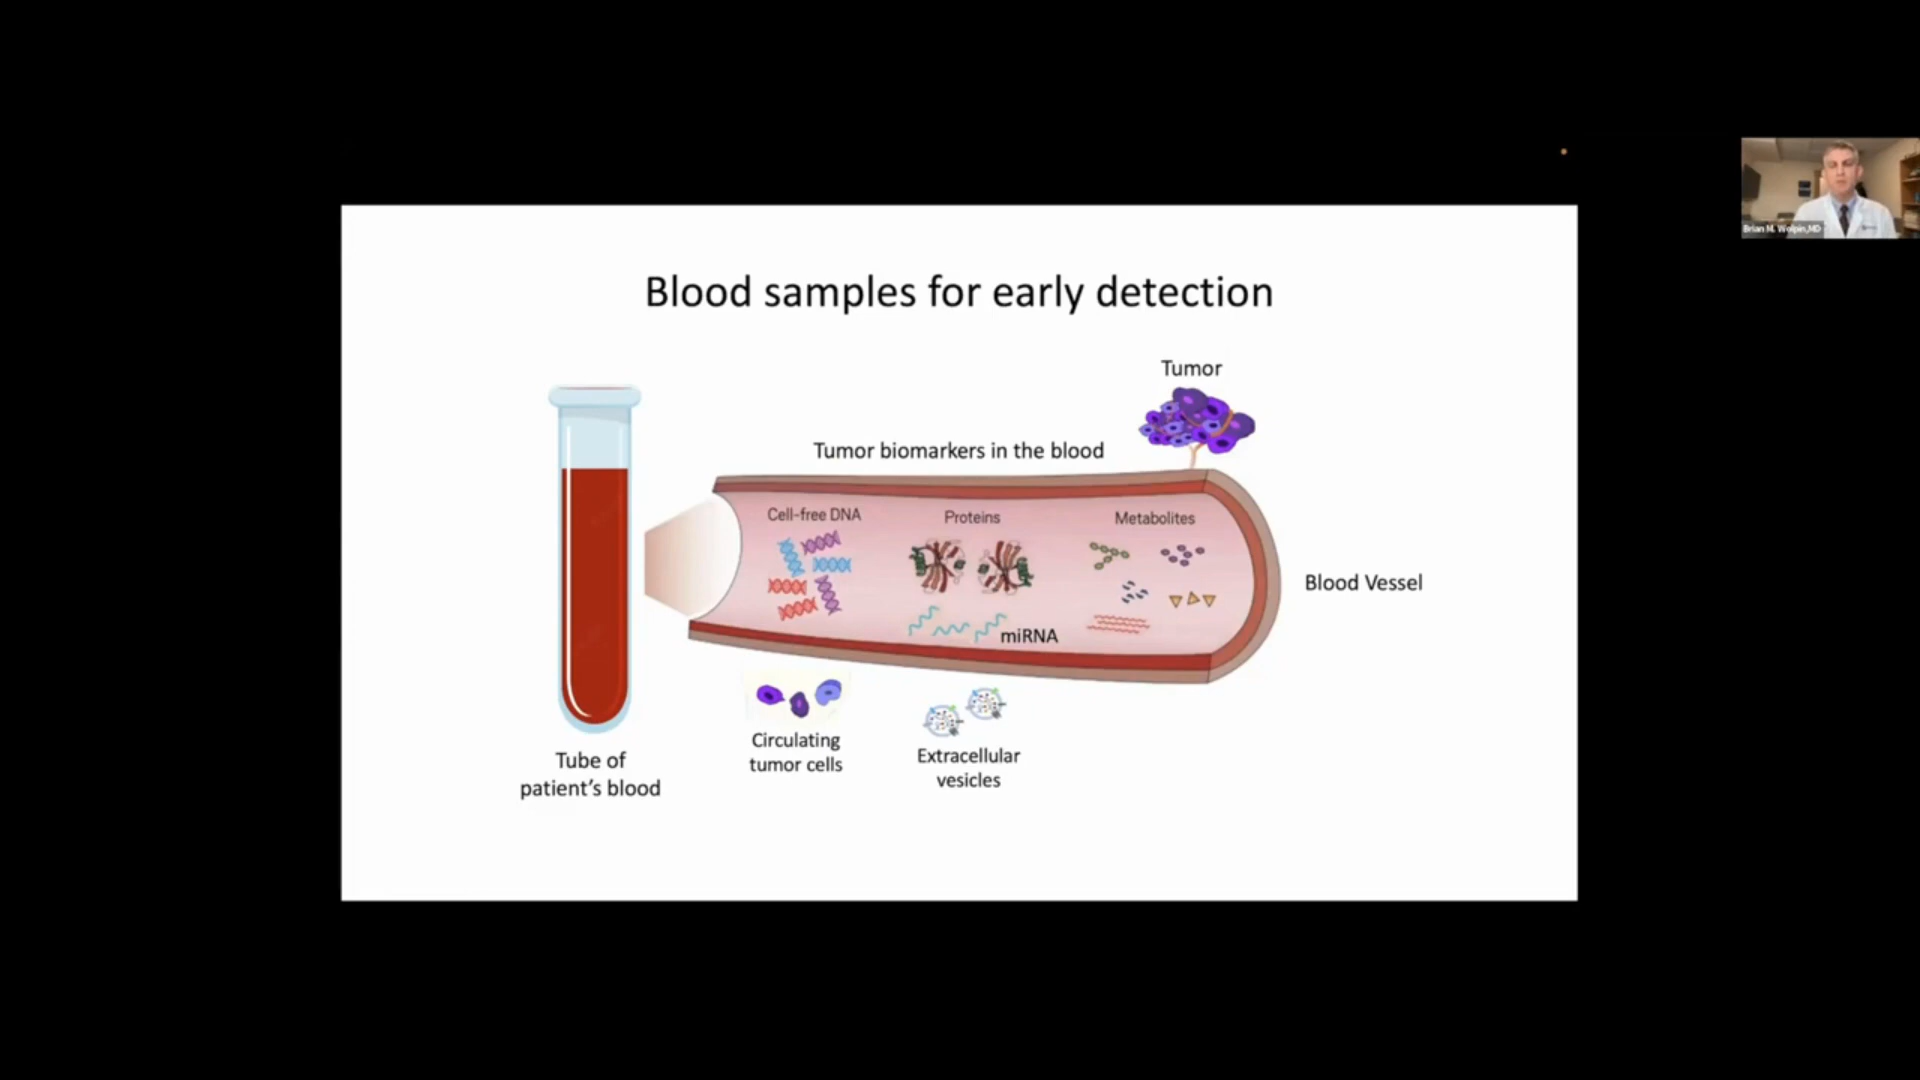 Blood samples for early detection
Tumor
Tumor biomarkers in the blood
Cell-free DNA
Proteins
Metabolites
miRNA
Blood Vessel
Circulating
tumor cells
Extracellular
vesicles
Tube of
patient's blood
Brian M. Wolpin,MD